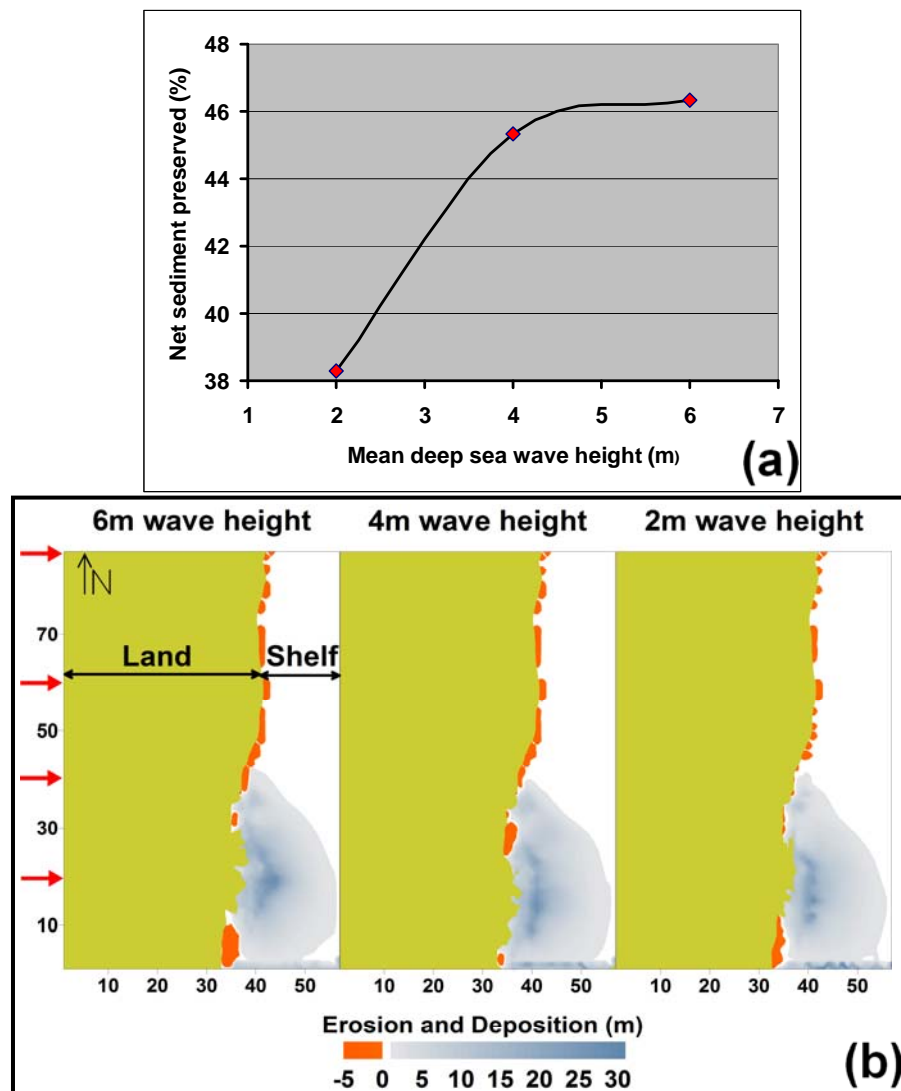 48
46
44
42
40
38
Net sediment preserved (%)
1 2 3 4 5 6 7
Mean deep sea wave height (m)
(a)
6m wave height 4m wave height 2m wave height
N
70
Land Shelf
50
30
10
10 20 30 40 50 10 20 30 40 50 10 20 30 40 50
Erosion and Deposition (m)
-5 0 5 10 15 20 25 30
(b)